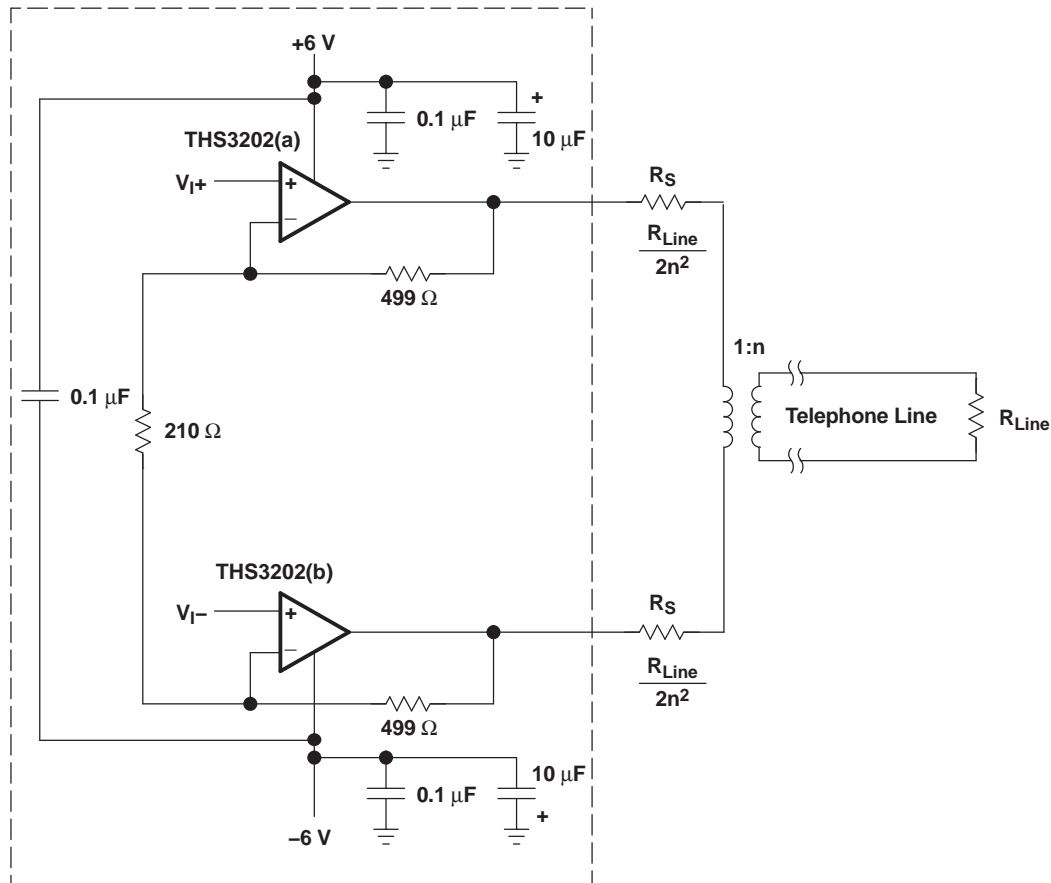 +6 V
+
0.1 μF
10 μF
THS3202(a)
VI+
+
−
RS
RLine
2n²
499 Ω
1:n
0.1 μF
210 Ω
Telephone Line
RLine
THS3202(b)
VI−
+
−
RS
RLine
2n²
499 Ω
10 μF
0.1 μF
+
−6 V